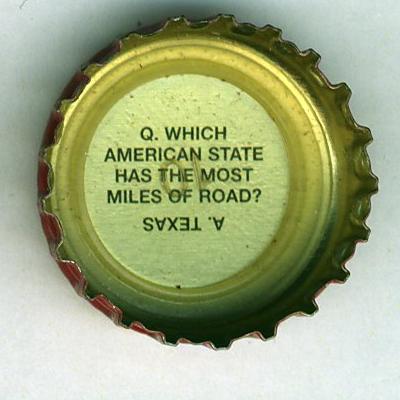 Q. WHICH
AMERICAN STATE
HAS THE MOST
MILES OF ROAD?
A. TEXAS